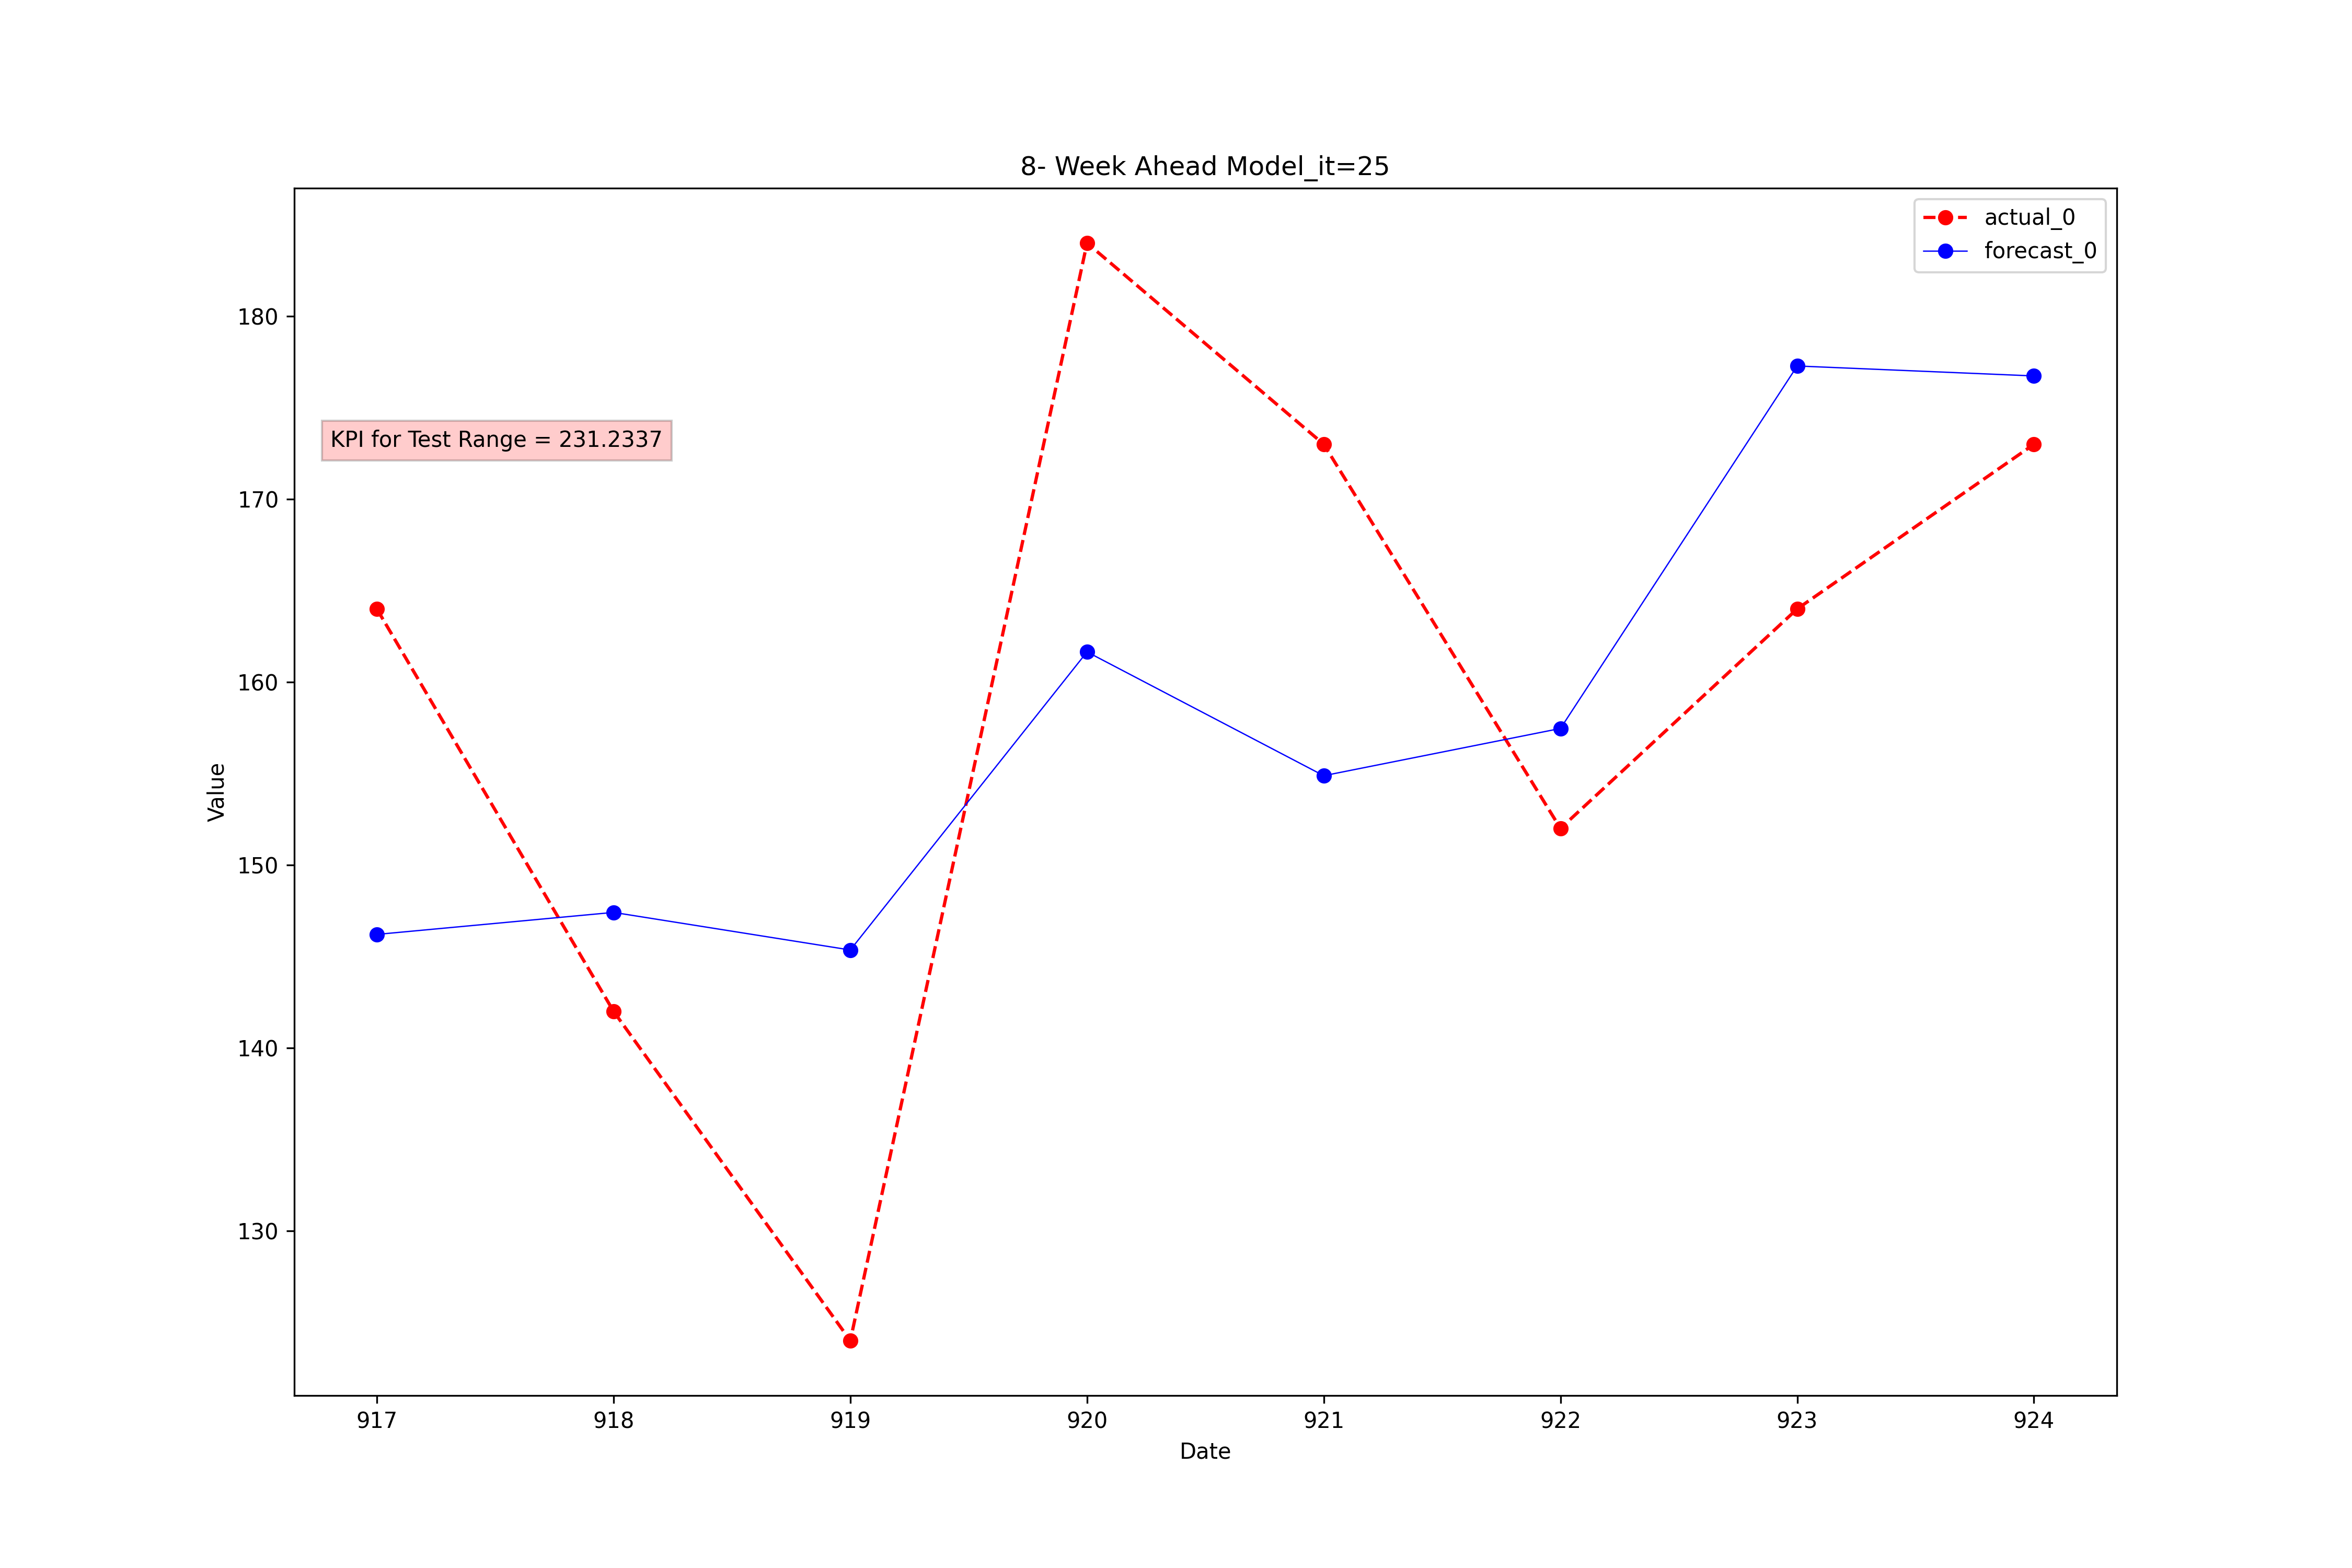 8- Week Ahead Model_it=25
actual_0
forecast_0
KPI for Test Range = 231.2337
180
170
160
150
140
130
Value
917 918 919 920 921 922 923 924
Date